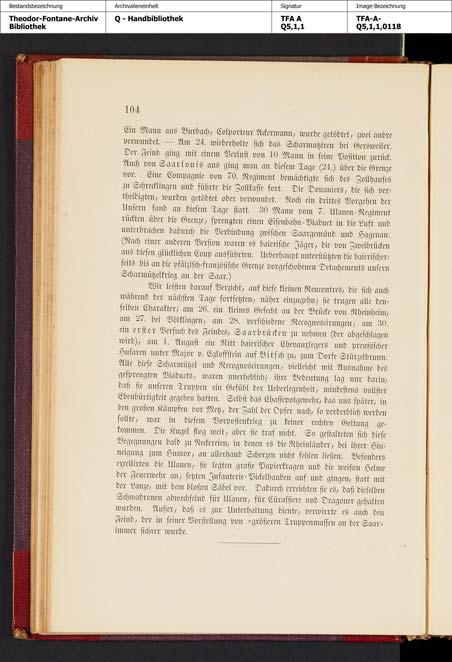 Bestandsbezeichnung
Archivalieneinheit
Signatur
Image-Bezeichnung
Theodor-Fontane-Archiv
Bibliothek
Q - Handbibliothek
TFA A
Q5,1,1
TFA-A-
Q5,1,1,0118
104
Ein Mann aus Burbach, Colporteur Ackermann, wurde getödtet, zwei andre
verwundet. — Am 24. wiederholte sich das Scharmutziren bei Gersweiler.
Der Feind ging mit einem Verlust von 10 Mann in seine Position zurück.
Auch von Saarlouis aus ging man an diesem Tage (24.) über die Grenze
vor. Eine Compagnie vom 70. Regiment bemächtigte sich des Zollhauses
zu Schrecklingen und führte die Zollkasse fort. Die Douaniers, die sich ver-
theidigten, wurden getödtet oder verwundet. Noch ein drittes Vorgehen der
Unsern fand an diesem Tage statt. 30 Mann vom 7. Ulanen-Regiment
rückten über die Grenze, sprengten einen Eisenbahn-Viaduct in die Luft und
unterbrachen dadurch die Verbindung zwischen Saargemünd und Hagenau.
(Nach einer anderen Version waren es baierische Jäger, die von Zweibrücken
aus diesen glücklichen Coup ausführten. Ueberhaupt unterstützten die baierischer-
seits bis an die pfälzisch-französische Grenze vorgeschobenen Detachements unsern
Scharmützelkrieg an der Saar.)
Wir leisten darauf Verzicht, auf diese kleinen Rencontres, die sich auch
während der nächsten Tage fortsetzten, näher einzugehn; sie trugen alle den-
selben Charakter; am 26. ein kleines Gefecht an der Brücke von Rheinheim,
am 27. bei Völklingen, am 28. verschiedene Recognoscirungen, am 30.
ein erster Versuch des Feindes, Saarbrücken zu nehmen (der abgeschlagen
wird), am 1. August ein Ritt baierischer Chevauxlegers und preußischer
Husaren unter Major v. Egloffstein auf Bitsch zu, zum Dorfe Stürzelbrunn.
Alle diese Scharmützel und Recognoscirungen, vielleicht mit Ausnahme des
gesprengten Viaducts, waren unerheblich; ihre Bedeutung lag nur darin,
daß sie unseren Truppen ein Gefühl der Ueberlegenheit, mindestens vollster
Ebenbürtigkeit gegeben hatten. Selbst das Chassepotgewehr, das uns später, in
den großen Kämpfen vor Metz, der Zahl der Opfer nach, so verderblich werden
sollte, war in diesem Vorpostenkrieg zu keiner rechten Geltung ge-
kommen. Die Kugel flog weit, aber sie traf nicht. So gestalteten sich diese
Begegnungen bald zu Neckereien, in denen es die Rheinländer, bei ihrer Hin-
neigung zum Humor, an allerhand Scherzen nicht fehlen ließen. Besonders
excellirten die Ulanen, sie legten große Papierkragen und die weißen Helme
der Feuerwehr an, setzten Infanterie-Pickelhauben auf und gingen, statt mit
der Lanze, mit dem bloßen Säbel vor. Dadurch erreichten sie es, daß dieselben
Schwadronen abwechselnd für Ulanen, für Cürassiere und Dragoner gehalten
wurden. Außer, daß es zur Unterhaltung diente, verwirrte es auch den
Feind, der in seiner Vorstellung von »größeren Truppenmassen an der Saar«
immer sichrer wurde.